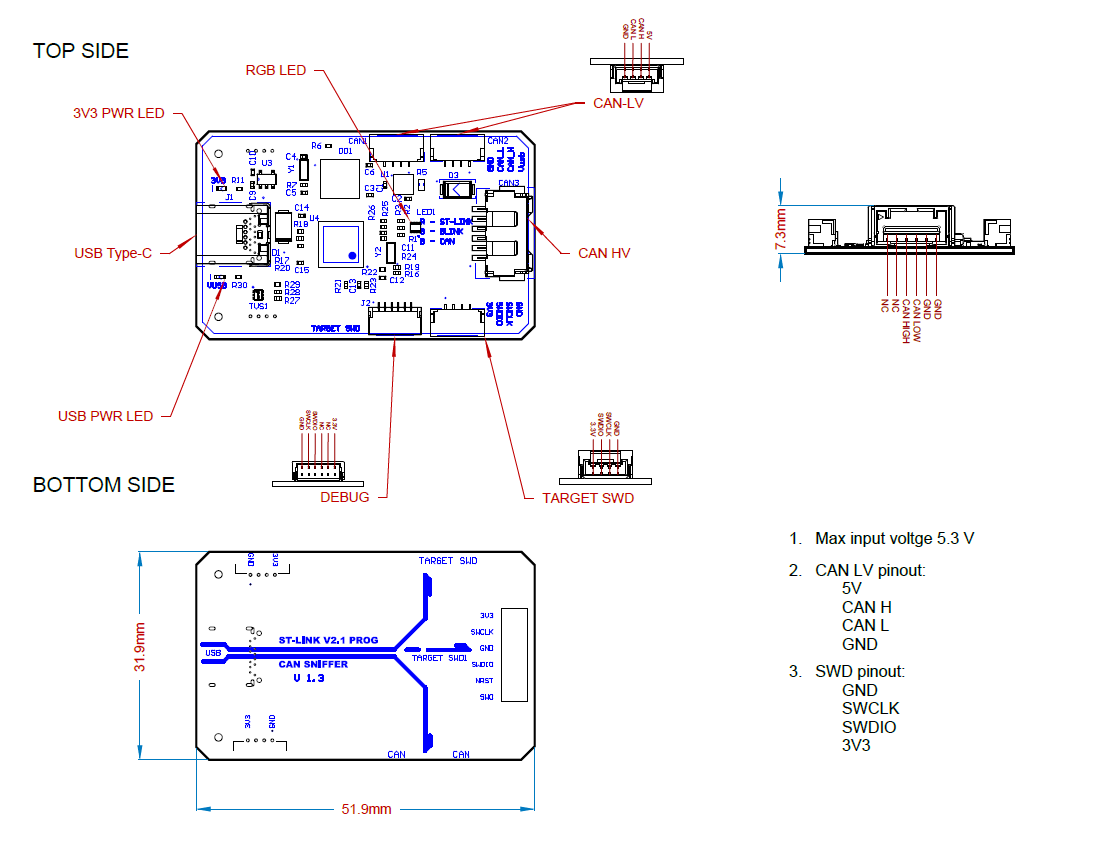 TOP SIDE
GND
CAN L
CAN H
5V
RGB LED
CAN-LV
3V3 PWR LED
R6
CAN1
CAN2
DD1
C10
C4
U3
Y1
C6
U1
R5
D3
GND
CAN_L
CAN_H
Vusb
3V3
R11
J1
C9
R7
C5
C3
C2
CAN3
C14
R18
U4
R26
R25
R2
LED1
R - ST-LINK
G - BLINK
B - CAN
R1
USB Type-C
CAN HV
7.3mm
D1
R17
R20
C15
Y2
C11
R24
R22
R19
R16
C12
VUSB
R30
TVS1
R29
R28
R27
R21
C13
R23
J2
TARGET SWD
3V3
SWDIO
SWCLK
GND
NC
NC
CAN HIGH
CAN LOW
GND
GND
USB PWR LED
GND
SWCLK
SWDIO
NC
NC
3.3V
3.3V
SWDIO
SWCLK
GND
BOTTOM SIDE
DEBUG
TARGET SWD
GND
3V3
TARGET SWD
31.9mm
USB
ST-LINK V2.1 PROG
CAN SNIFFER
V 1.3
TARGET SWD1
3V3
SWCLK
GND
SWDIO
NRST
SWO
3V3
GND
CAN
CAN
51.9mm
1. Max input voltge 5.3 V
2. CAN LV pinout:
5V
CAN H
CAN L
GND
3. SWD pinout:
GND
SWCLK
SWDIO
3V3